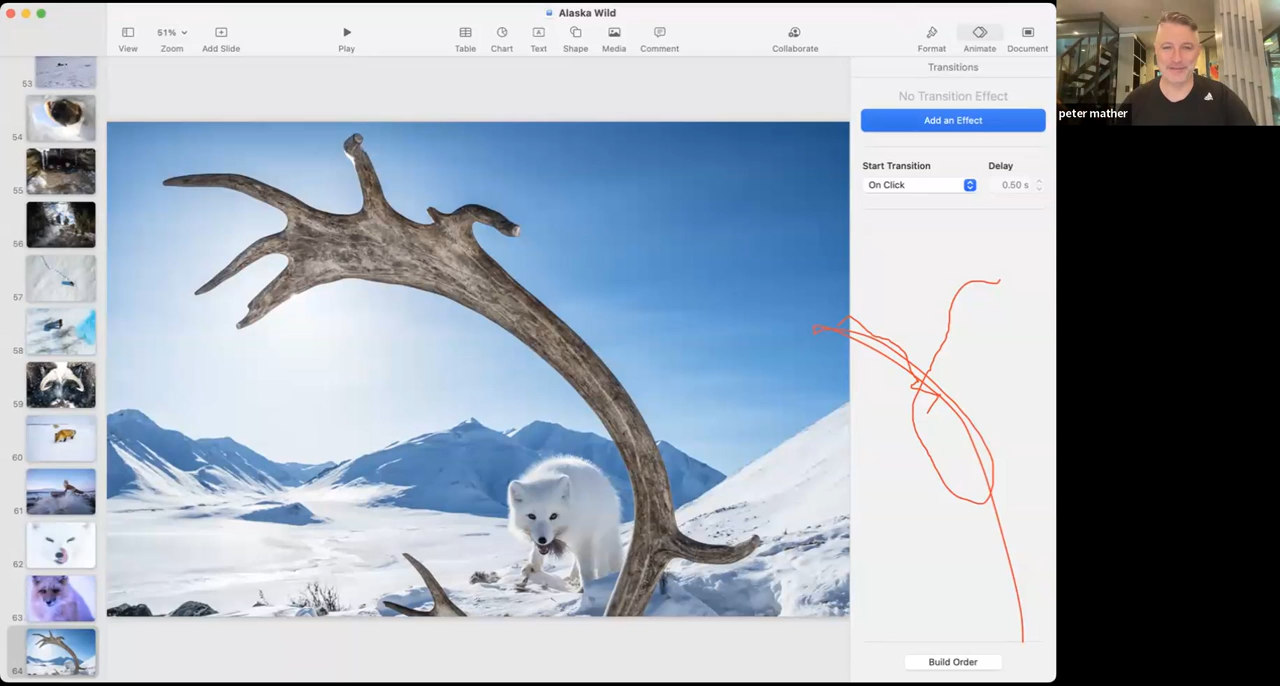 Alaska Wild
51%
View
Zoom
Add Slide
Play
Table
Chart
Text
Shape
Media
Comment
Collaborate
Format
Animate
Document
Transitions
No Transition Effect
Add an Effect
Start Transition
Delay
On Click
0.50 s
53
54
55
56
57
58
59
60
61
62
63
64
Build Order
peter mather